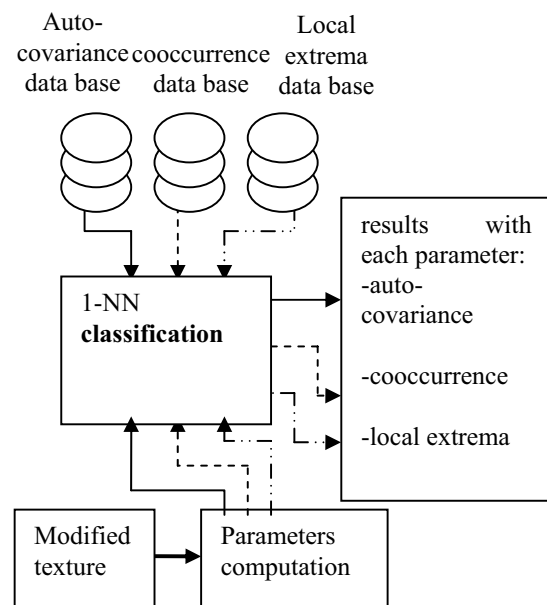 Auto-
covariance
data base
cooccurrence
data base
Local
extrema
data base
1-NN
classification
results with
each parameter:
-auto-
covariance
-cooccurrence
-local extrema
Modified
texture
Parameters
computation